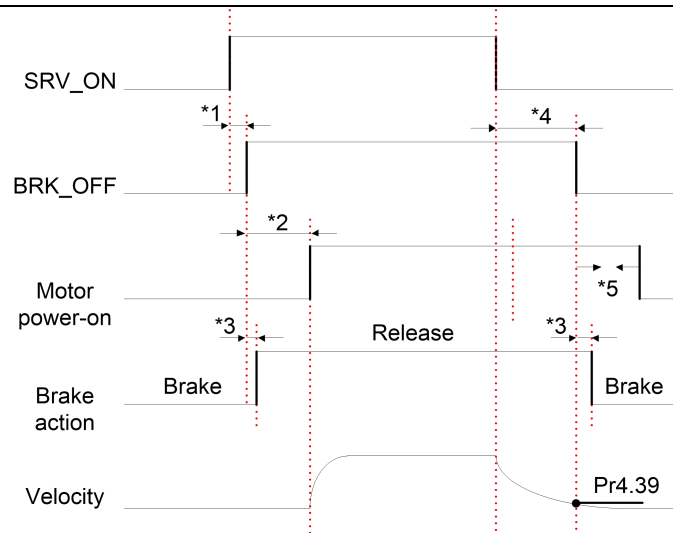 SRV_ON
*1
*4
BRK_OFF
*2
Motor
power-on
*5
*3
Release
*3
Brake
action
Brake
Brake
Velocity
Pr4.39